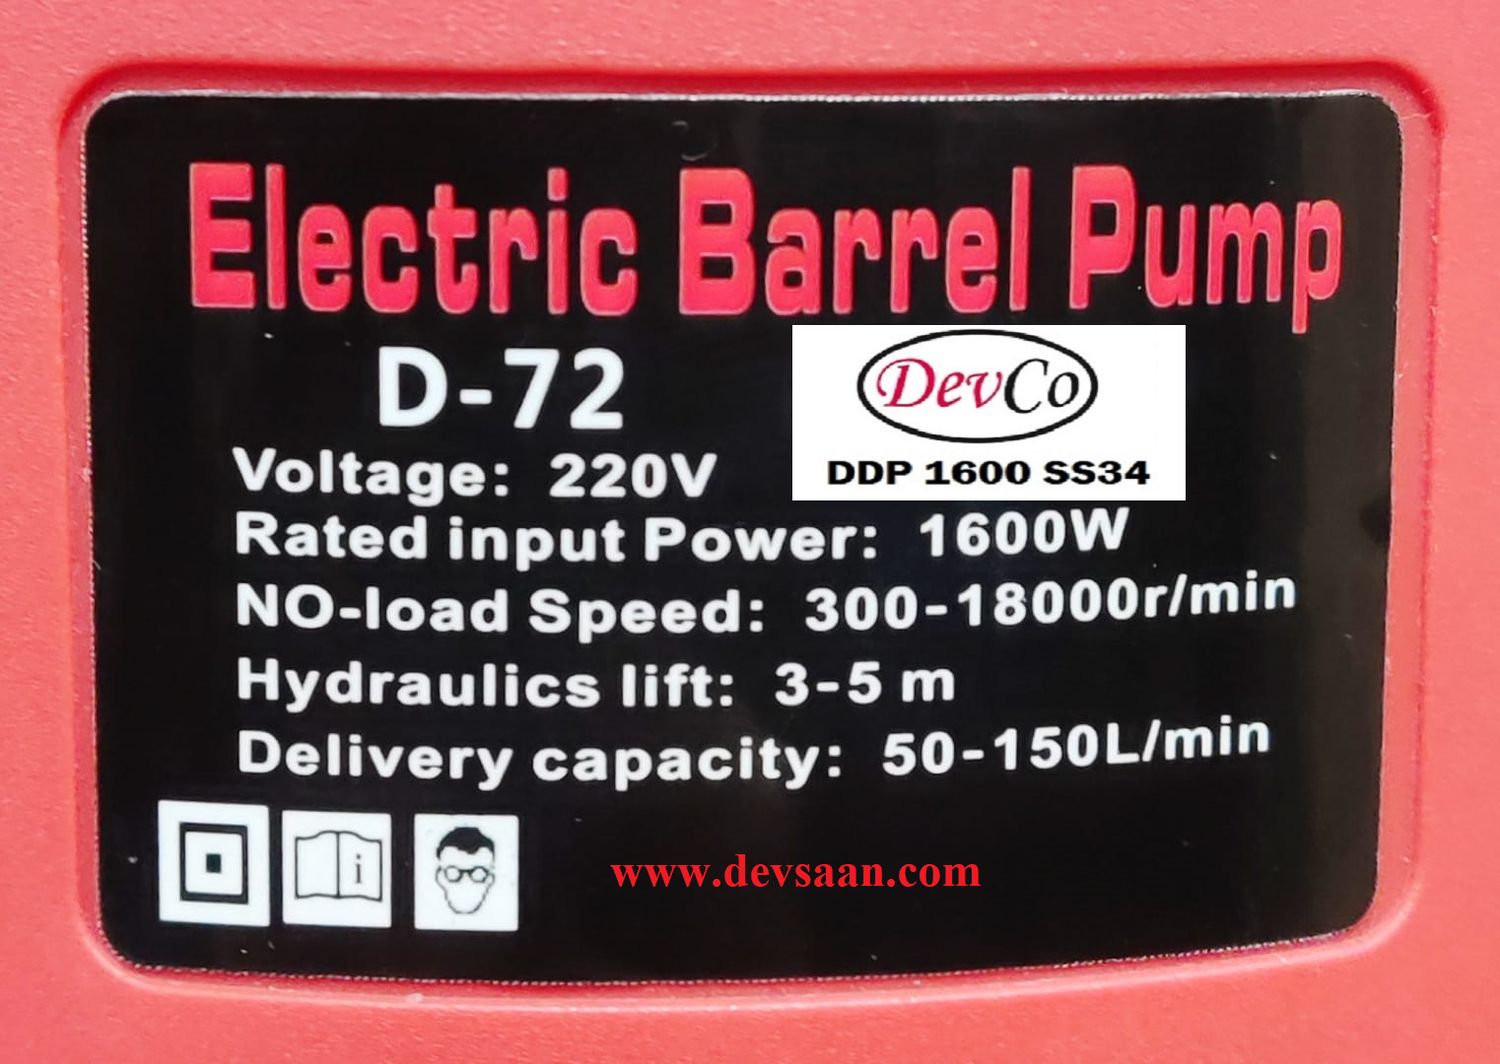 Electric Barrel Pump
D-72
DevCo
DDP 1600 SS34
Voltage: 220V
Rated input Power: 1600W
NO-load Speed: 300-18000r/min
Hydraulics lift: 3-5 m
Delivery capacity: 50-150L/min
i
www.devsaan.com